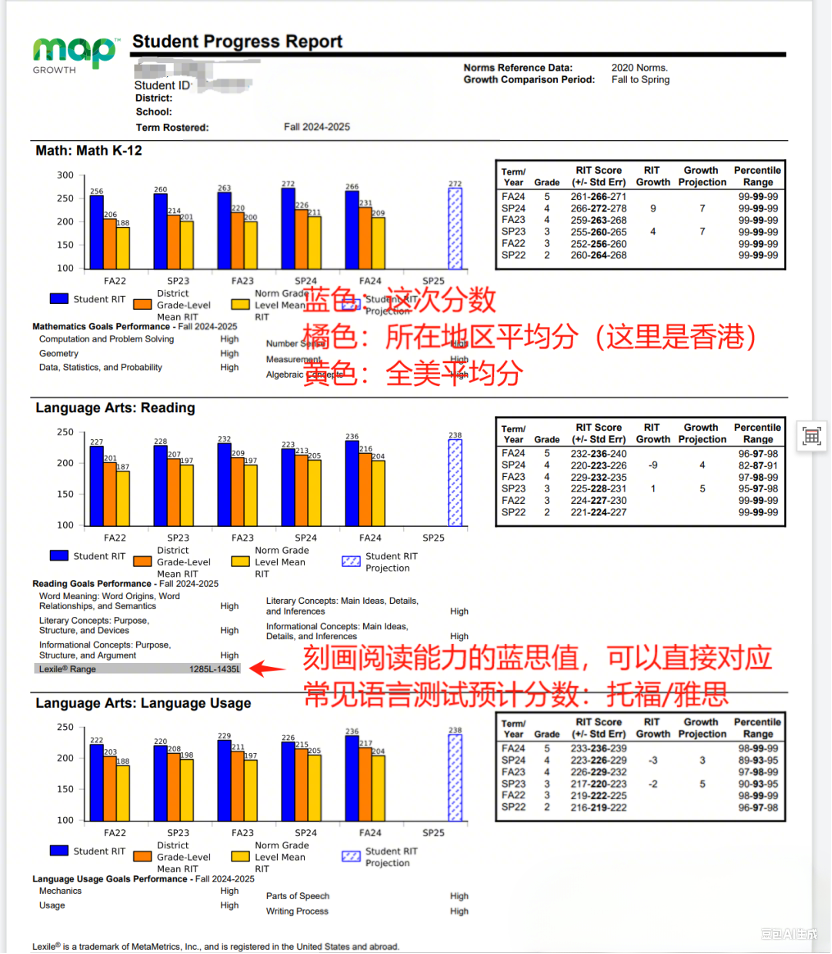 map™
GROWTH
Student Progress Report
Student ID
District:
School:
Term Rostered: Fall 2024-2025
Norms Reference Data: 2020 Norms.
Growth Comparison Period: Fall to Spring
Math: Math K-12
300
250
200
150
100
256 206 188
260 214 201
263 220 200
272 226 211
266 231 209
272
FA22 SP23 FA23 SP24 FA24 SP25
Student RIT
District Grade-Level Mean RIT
Norm Grade Level Mean RIT
Student RIT Projection
Term/Year Grade RIT Score (+/- Std Err) RIT Growth Growth Projection Percentile Range
FA24 5 261-266-271 99-99-99
SP24 4 266-272-278 9 7 99-99-99
FA23 4 259-263-268 99-99-99
SP23 3 255-260-265 4 7 99-99-99
FA22 3 252-256-260 99-99-99
SP22 2 260-264-268 99-99-99
蓝色：这次分数
橘色：所在地区平均分（这里是香港）
黄色：全美平均分
Mathematics Goals Performance - Fall 2024-2025
Computation and Problem Solving High
Geometry High
Data, Statistics, and Probability High
Number Sense High
Measurement High
Algebraic Concepts High
Language Arts: Reading
250
200
150
100
227 201 187
228 207 197
232 209 197
223 213 205
236 216 204
238
FA22 SP23 FA23 SP24 FA24 SP25
Student RIT
District Grade-Level Mean RIT
Norm Grade Level Mean RIT
Student RIT Projection
Term/Year Grade RIT Score (+/- Std Err) RIT Growth Growth Projection Percentile Range
FA24 5 232-236-240 96-97-98
SP24 4 220-223-226 -9 4 82-87-91
FA23 4 229-232-235 97-98-99
SP23 3 225-228-231 1 5 95-97-98
FA22 3 224-227-230 99-99-99
SP22 2 221-224-227 99-99-99
Reading Goals Performance - Fall 2024-2025
Word Meaning: Word Origins, Word
Relationships, and Semantics High
Literary Concepts: Purpose,
Structure, and Devices High
Informational Concepts: Purpose,
Structure, and Argument High
Literary Concepts: Main Ideas, Details,
and Inferences High
Informational Concepts: Main Ideas,
Details, and Inferences High
Lexile® Range 1285L-1435L
刻画阅读能力的蓝思值，可以直接对应
常见语言测试预计分数：托福/雅思
Language Arts: Language Usage
250
200
150
100
222 203 188
220 208 198
229 211 197
226 215 205
236 217 204
238
FA22 SP23 FA23 SP24 FA24 SP25
Student RIT
District Grade-Level Mean RIT
Norm Grade Level Mean RIT
Student RIT Projection
Term/Year Grade RIT Score (+/- Std Err) RIT Growth Growth Projection Percentile Range
FA24 5 233-236-239 98-99-99
SP24 4 223-226-229 -3 3 89-93-95
FA23 4 226-229-232 97-98-99
SP23 3 217-220-223 -2 5 90-93-95
FA22 3 219-222-225 98-99-99
SP22 2 216-219-222 96-97-98
Language Usage Goals Performance - Fall 2024-2025
Mechanics High
Usage High
Parts of Speech High
Writing Process High
Lexile® is a trademark of MetaMetrics, Inc., and is registered in the United States and abroad.
豆包AI生成